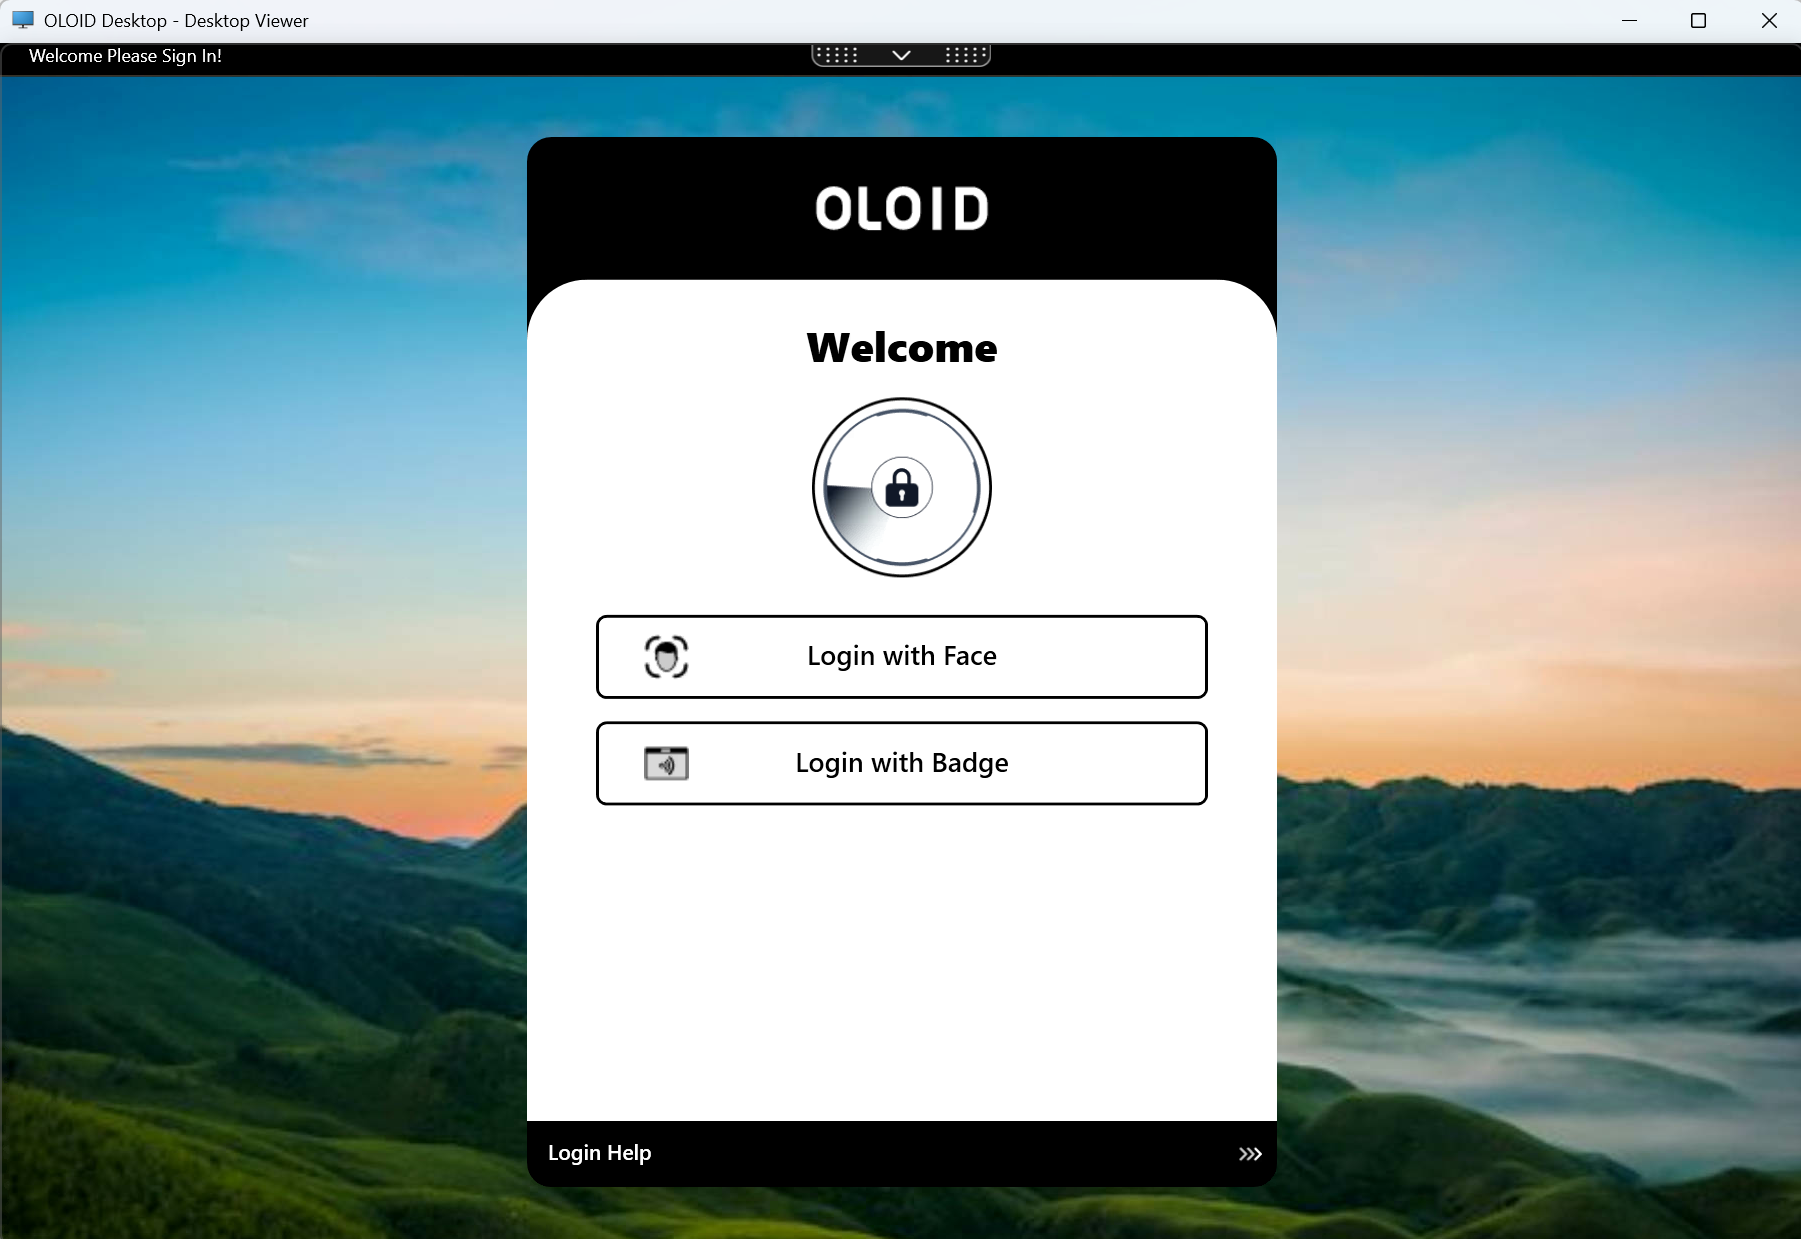 OLOID Desktop - Desktop Viewer
Welcome Please Sign In!
OLOID
Welcome
Login with Face
Login with Badge
Login Help